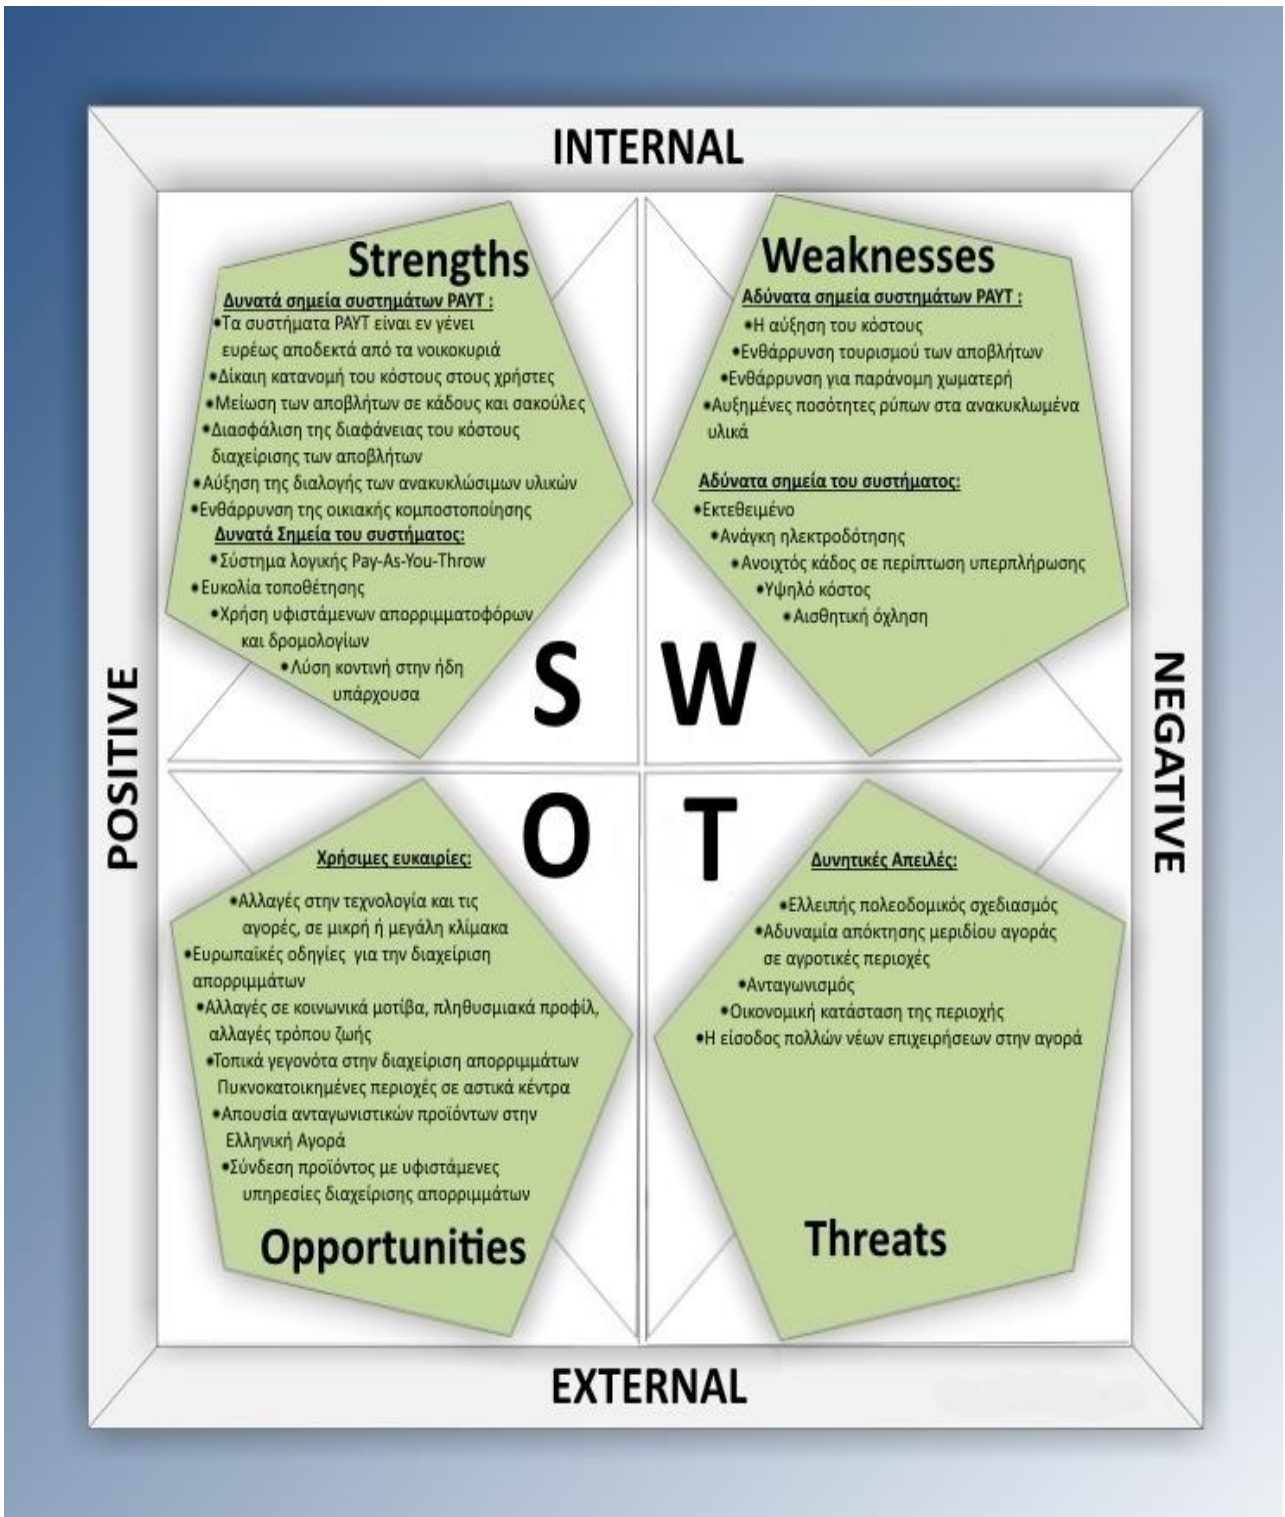 INTERNAL
Strengths
Δυνατά σημεία συστημάτων PAYT :
•Τα συστήματα PAYT είναι εν γένει
ευρέως αποδεκτά από τα νοικοκυριά
•Δίκαιη κατανομή του κόστους στους χρήστες
•Μείωση των αποβλήτων σε κάδους και σακούλες
•Διασφάλιση της διαφάνειας του κόστους
διαχείρισης των αποβλήτων
•Αύξηση της διαλογής των ανακυκλώσιμων υλικών
•Ενθάρρυνση της οικιακής κομποστοποίησης
Δυνατά Σημεία του συστήματος:
•Σύστημα λογικής Pay-As-You-Throw
•Ευκολία τοποθέτησης
•Χρήση υφιστάμενων απορριμματοφόρων
και δρομολογίων
•Λύση κοντινή στην ήδη
υπάρχουσα
S
Weaknesses
Αδύνατα σημεία συστημάτων PAYT :
•Η αύξηση του κόστους
•Ενθάρρυνση τουρισμού των αποβλήτων
•Ενθάρρυνση για παράνομη χωματερή
•Αυξημένες ποσότητες ρύπων στα ανακυκλωμένα
υλικά
Αδύνατα σημεία του συστήματος:
•Εκτεθειμένο
•Ανάγκη ηλεκτροδότησης
•Ανοιχτός κάδος σε περίπτωση υπερπλήρωσης
•Υψηλό κόστος
•Αισθητική όχληση
W
POSITIVE
NEGATIVE
O
Χρήσιμες ευκαιρίες:
•Αλλαγές στην τεχνολογία και τις
αγορές, σε μικρή ή μεγάλη κλίμακα
•Ευρωπαϊκές οδηγίες για την διαχείριση
απορριμμάτων
•Αλλαγές σε κοινωνικά μοτίβα, πληθυσμιακά προφίλ,
αλλαγές τρόπου ζωής
•Τοπικά γεγονότα στην διαχείριση απορριμμάτων
Πυκνοκατοικημένες περιοχές σε αστικά κέντρα
•Απουσία ανταγωνιστικών προϊόντων στην
Ελληνική Αγορά
•Σύνδεση προϊόντος με υφιστάμενες
υπηρεσίες διαχείρισης απορριμμάτων
Opportunities
T
Δυνητικές Απειλές:
•Ελλειπής πολεοδομικός σχεδιασμός
•Αδυναμία απόκτησης μεριδίου αγοράς
σε αγροτικές περιοχές
•Ανταγωνισμός
•Οικονομική κατάσταση της περιοχής
•Η είσοδος πολλών νέων επιχειρήσεων στην αγορά
Threats
EXTERNAL